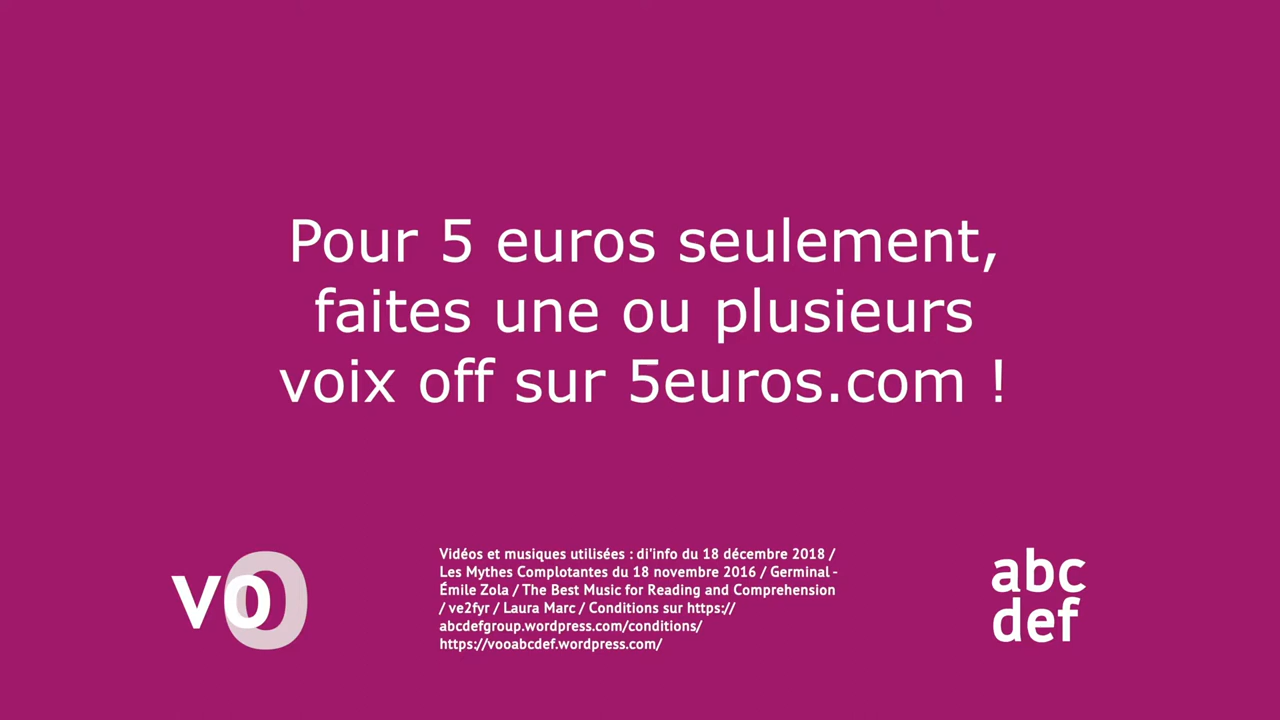 Pour 5 euros seulement,
faites une ou plusieurs
voix off sur 5euros.com !
voO
Vidéos et musiques utilisées : di'info du 18 décembre 2018 /
Les Mythes Complotantes du 18 novembre 2016 / Germinal -
Émile Zola / The Best Music for Reading and Comprehension
/ ve2fyr / Laura Marc / Conditions sur https://
abcdefgroup.wordpress.com/conditions/
https://vooabcdef.wordpress.com/
abc
def